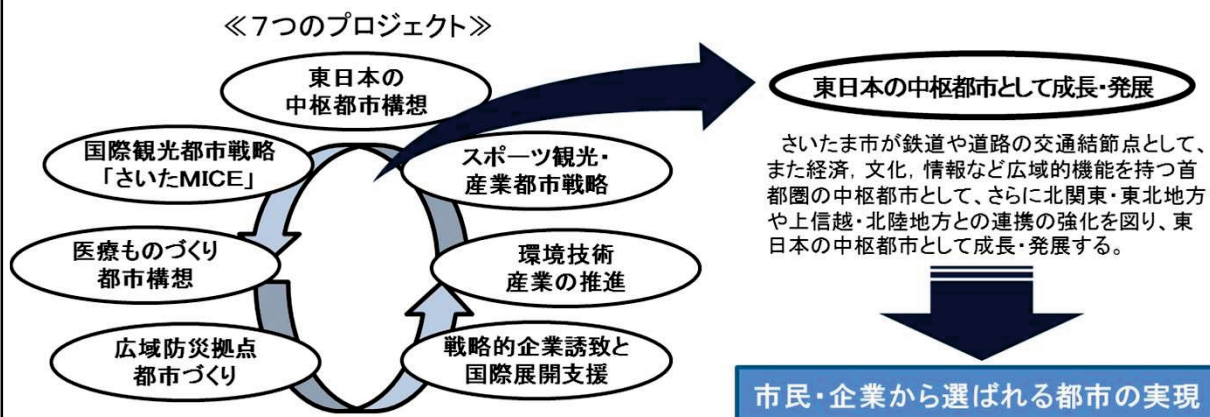 ≪７つのプロジェクト≫
東日本の
中枢都市構想
国際観光都市戦略
「さいたMICE」
スポーツ観光・
産業都市戦略
医療ものづくり
都市構想
環境技術
産業の推進
広域防災拠点
都市づくり
戦略的企業誘致と
国際展開支援
東日本の中枢都市として成長・発展
さいたま市が鉄道や道路の交通結節点として、
また経済，文化，情報など広域的機能を持つ首
都圏の中枢都市として、さらに北関東・東北地方
や上信越・北陸地方との連携の強化を図り、東
日本の中枢都市として成長・発展する。
市民・企業から選ばれる都市の実現